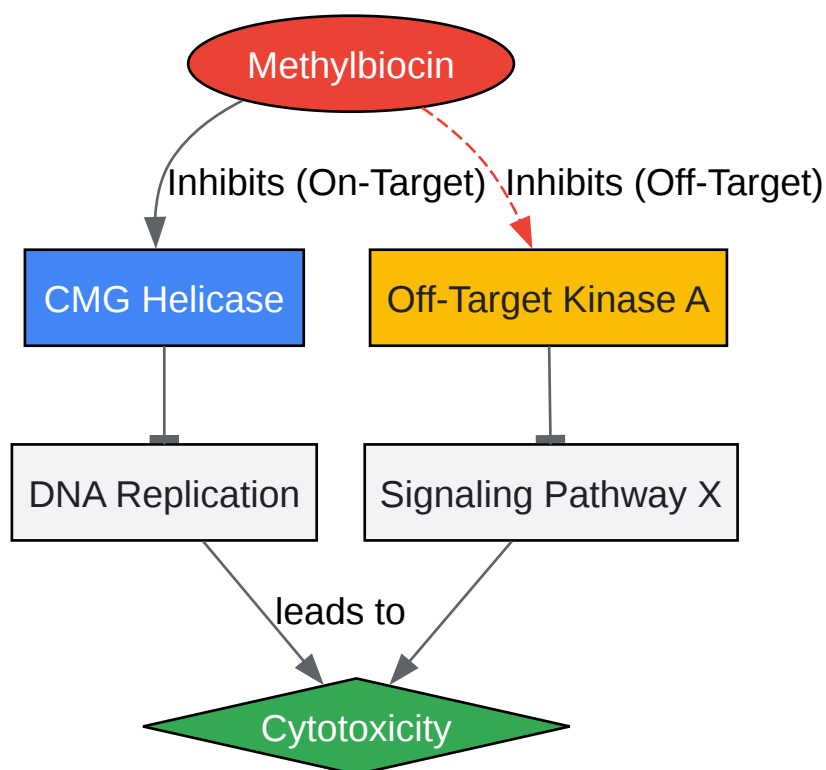 Methylbiocin
Inhibits (On-Target)
Inhibits (Off-Target)
CMG Helicase
Off-Target Kinase A
DNA Replication
Signaling Pathway X
leads to
Cytotoxicity